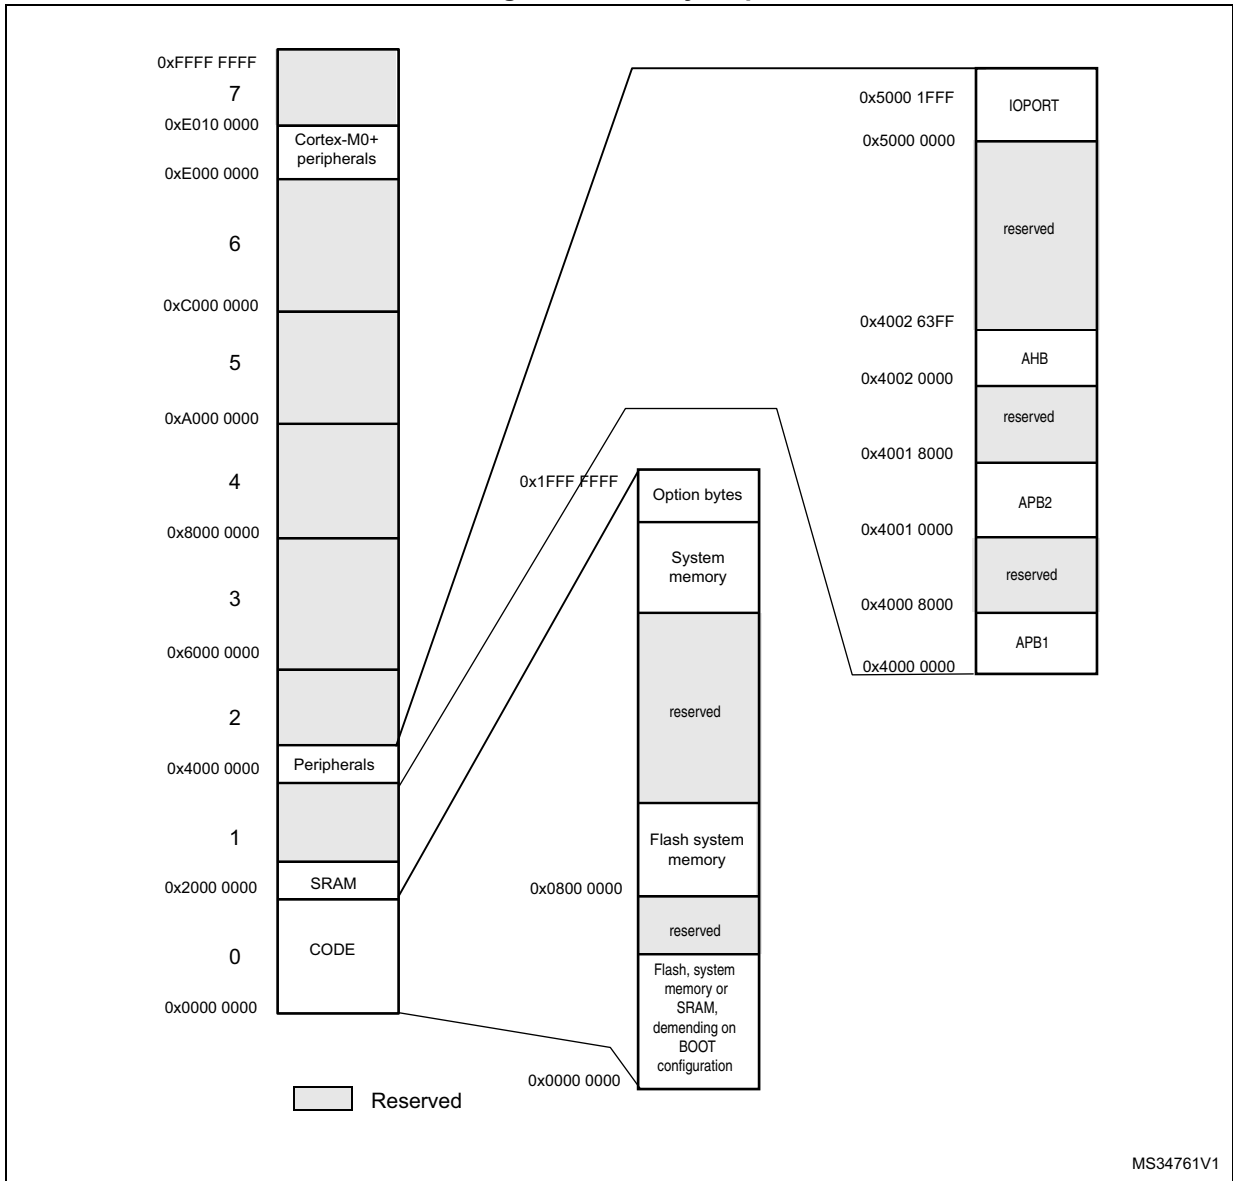 0xFFFF FFFF
7
0xE010 0000
Cortex-M0+
peripherals
0xE000 0000
6
0xC000 0000
5
0xA000 0000
4
0x8000 0000
3
0x6000 0000
2
0x4000 0000
Peripherals
1
0x2000 0000
SRAM
0
CODE
0x0000 0000
Reserved
0x1FFF FFFF
Option bytes
System
memory
reserved
Flash system
memory
0x0800 0000
reserved
Flash, system
memory or
SRAM,
demending on
BOOT
configuration
0x0000 0000
0x5000 1FFF
IOPORT
0x5000 0000
reserved
0x4002 63FF
AHB
0x4002 0000
reserved
0x4001 8000
APB2
0x4001 0000
reserved
0x4000 8000
APB1
0x4000 0000
MS34761V1